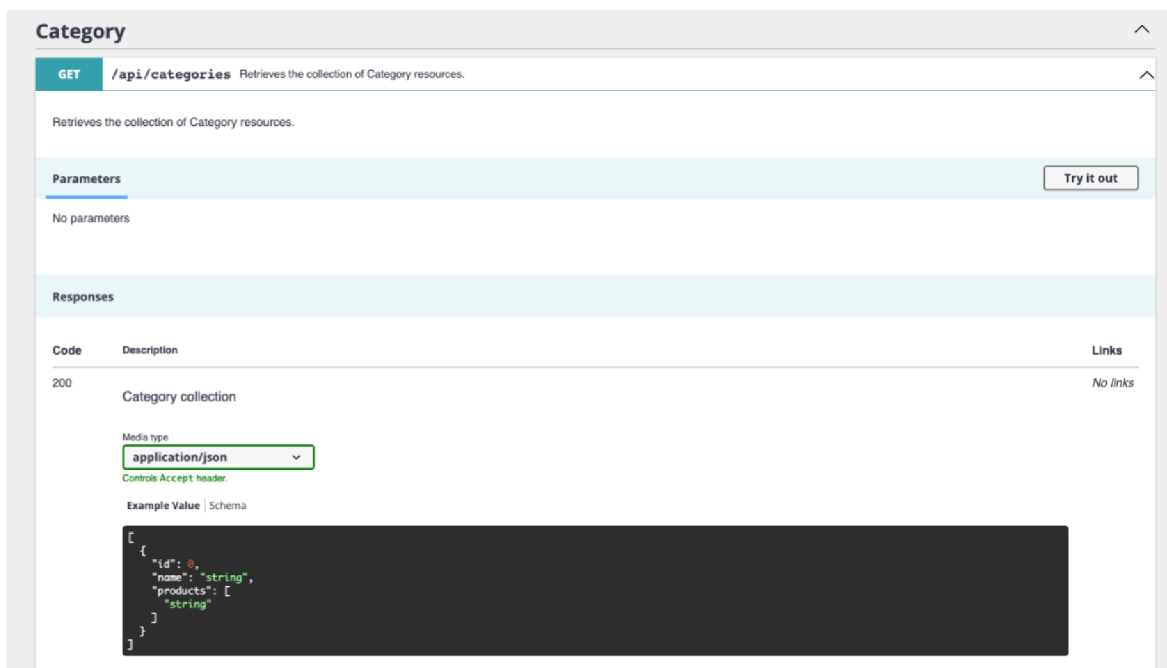 Category
GET /api/categories Retrieves the collection of Category resources.
Retrieves the collection of Category resources.
Parameters Try it out
No parameters
Responses
Code Description Links
200 Category collection No links
Media type
application/json
Controls Accept header.
Example Value Schema
[
{
"id": 0,
"name": "string",
"products": [
"string"
]
}
]